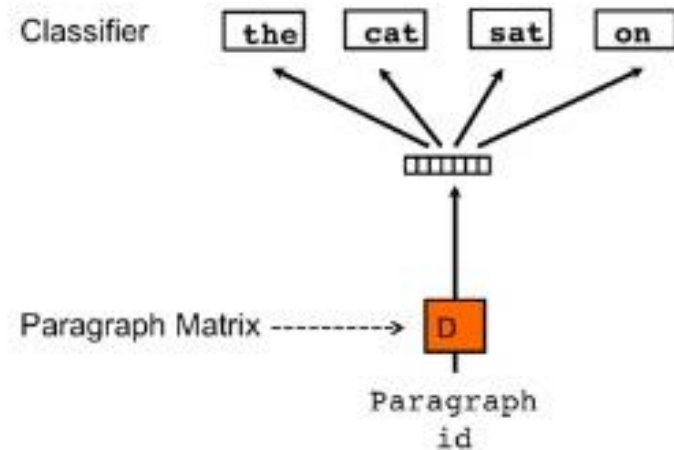 Classifier the cat sat on
Paragraph Matrix D
Paragraph
id